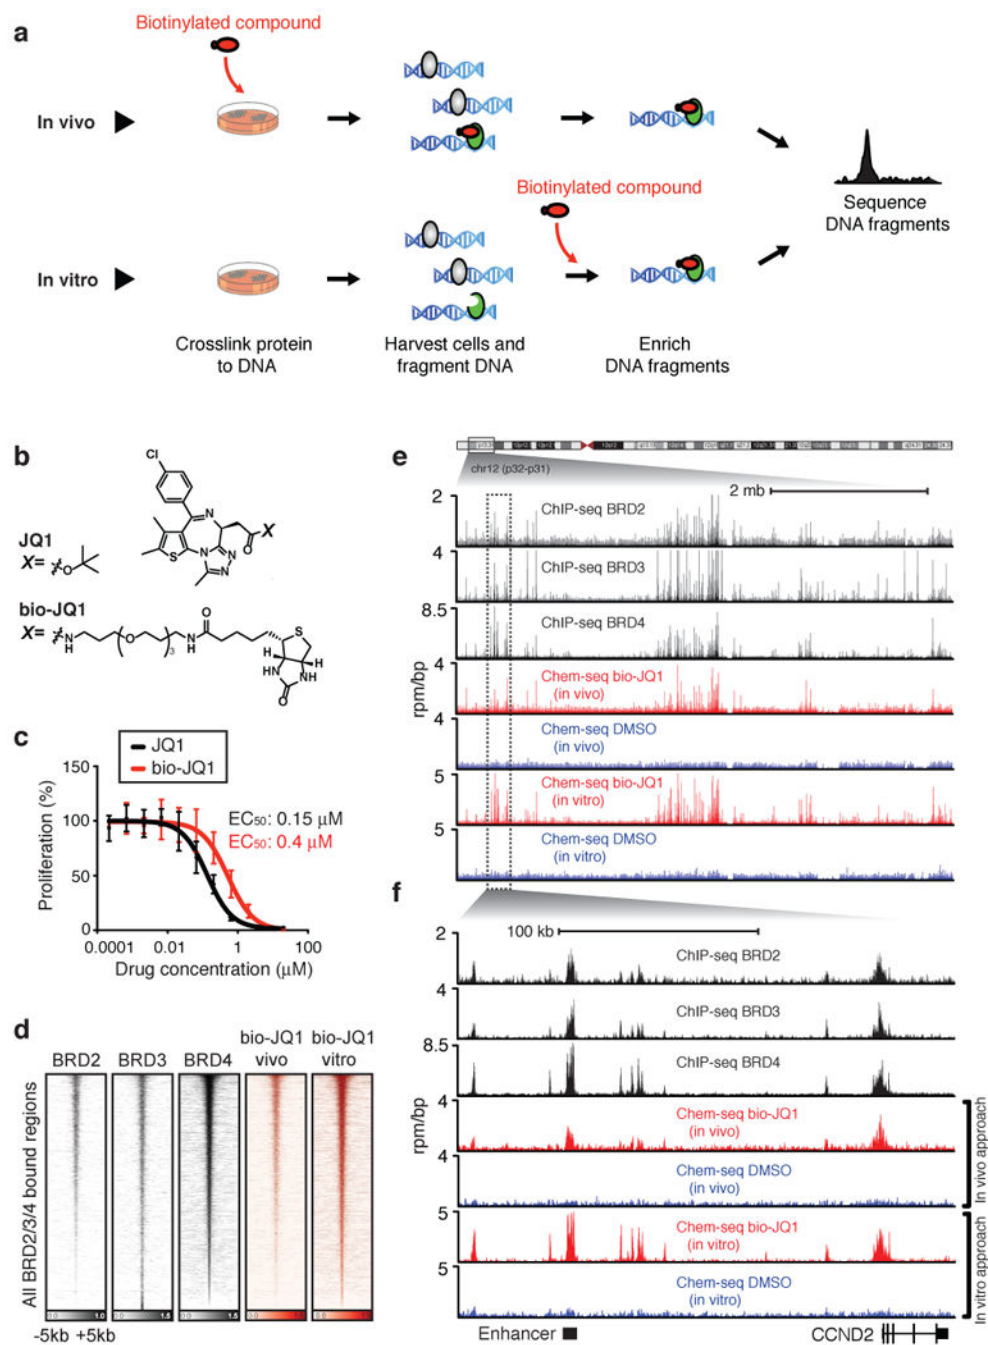 a
Biotinylated compound
In vivo
Biotinylated compound
Sequence
DNA fragments
In vitro
Crosslink protein
to DNA
Harvest cells and
fragment DNA
Enrich
DNA fragments
b
Cl
N
N
N
N
S
O
X
JQ1
X=
O
bio-JQ1
X=
N
H
O
3
NH
O
S
H
H
HN
NH
O
c
JQ1
bio-JQ1
150
100
50
0
Proliferation (%)
EC50: 0.15 μM
EC50: 0.4 μM
0.0001
0.01
1
100
Drug concentration (μM)
d
BRD2
BRD3
BRD4
bio-JQ1
vivo
bio-JQ1
vitro
All BRD2/3/4 bound regions
-5kb +5kb
e
chr12 (p32-p31)
2 mb
2
ChIP-seq BRD2
4
ChIP-seq BRD3
8.5
ChIP-seq BRD4
4
Chem-seq bio-JQ1
(in vivo)
rpm/bp
4
Chem-seq DMSO
(in vivo)
5
Chem-seq bio-JQ1
(in vitro)
5
Chem-seq DMSO
(in vitro)
f
100 kb
2
ChIP-seq BRD2
4
ChIP-seq BRD3
8.5
ChIP-seq BRD4
4
Chem-seq bio-JQ1
(in vivo)
rpm/bp
4
Chem-seq DMSO
(in vivo)
In vivo approach
5
Chem-seq bio-JQ1
(in vitro)
5
Chem-seq DMSO
(in vitro)
In vitro approach
Enhancer
CCND2